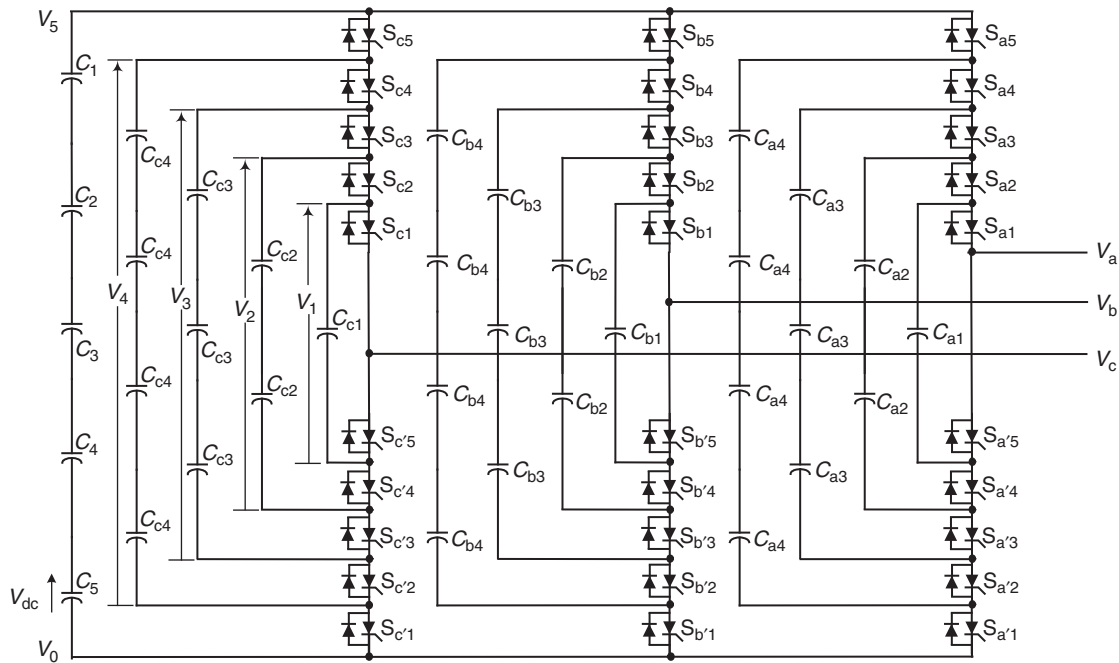 V5 Sc5 Sb5 Sa5
C1 Sc4 Sb4 Sa4
Cc4 Sc3 Cb4 Sb3 Ca4 Sa3
Cc3 Sc2 Cb3 Sb2 Ca3 Sa2
C2 Sc1 Sb1 Sa1
Cc4 Cc2 Cb4 Cb2 Ca4 Ca2 Va
V4 V3 V2 V1 Vb
C3 Cc3 Cc1 Cb3 Cb1 Ca3 Ca1
Vc
Cc4 Cc2 Cb4 Cb2 Ca4 Ca2
C4 Cc3 Sc′5 Cb3 Sb′5 Ca3 Sa′5
Sc′4 Sb′4 Sa′4
Cc4 Sc′3 Cb4 Sb′3 Ca4 Sa′3
Vdc C5 Sc′2 Sb′2 Sa′2
V0 Sc′1 Sb′1 Sa′1